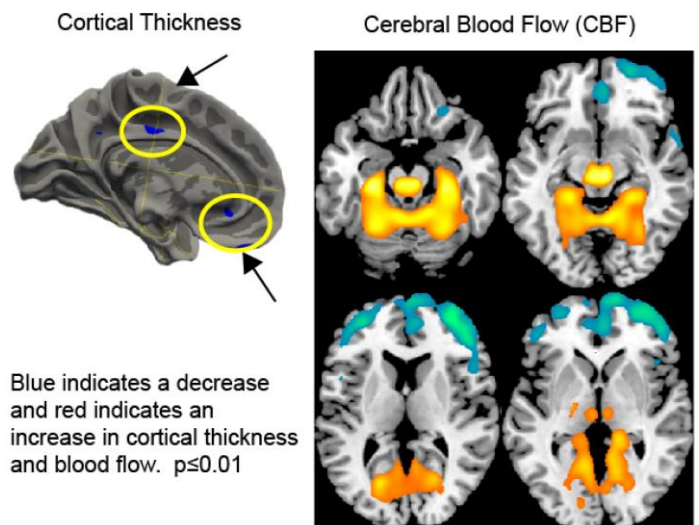 Cortical Thickness
Cerebral Blood Flow (CBF)
Blue indicates a decrease
and red indicates an
increase in cortical thickness
and blood flow.  p≤0.01